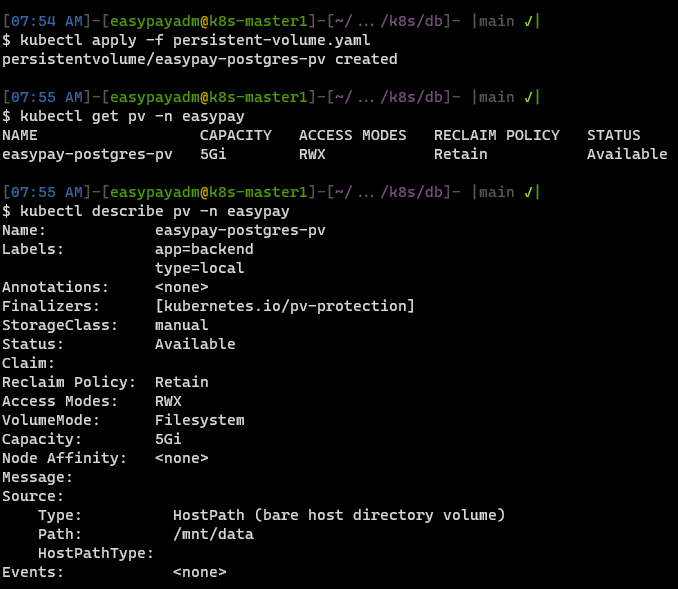 [07:54 AM]-[easypayadm@k8s-master1]-[~/ … /k8s/db]- |main ✓|
$ kubectl apply -f persistent-volume.yaml
persistentvolume/easypay-postgres-pv created
[07:55 AM]-[easypayadm@k8s-master1]-[~/ … /k8s/db]- |main ✓|
$ kubectl get pv -n easypay
NAME                  CAPACITY   ACCESS MODES   RECLAIM POLICY   STATUS
easypay-postgres-pv   5Gi        RWX            Retain           Available
[07:55 AM]-[easypayadm@k8s-master1]-[~/ … /k8s/db]- |main ✓|
$ kubectl describe pv -n easypay
Name:            easypay-postgres-pv
Labels:          app=backend
                 type=local
Annotations:     <none>
Finalizers:      [kubernetes.io/pv-protection]
StorageClass:    manual
Status:          Available
Claim:
Reclaim Policy:  Retain
Access Modes:    RWX
VolumeMode:      Filesystem
Capacity:        5Gi
Node Affinity:   <none>
Message:
Source:
    Type:          HostPath (bare host directory volume)
    Path:          /mnt/data
    HostPathType:
Events:            <none>